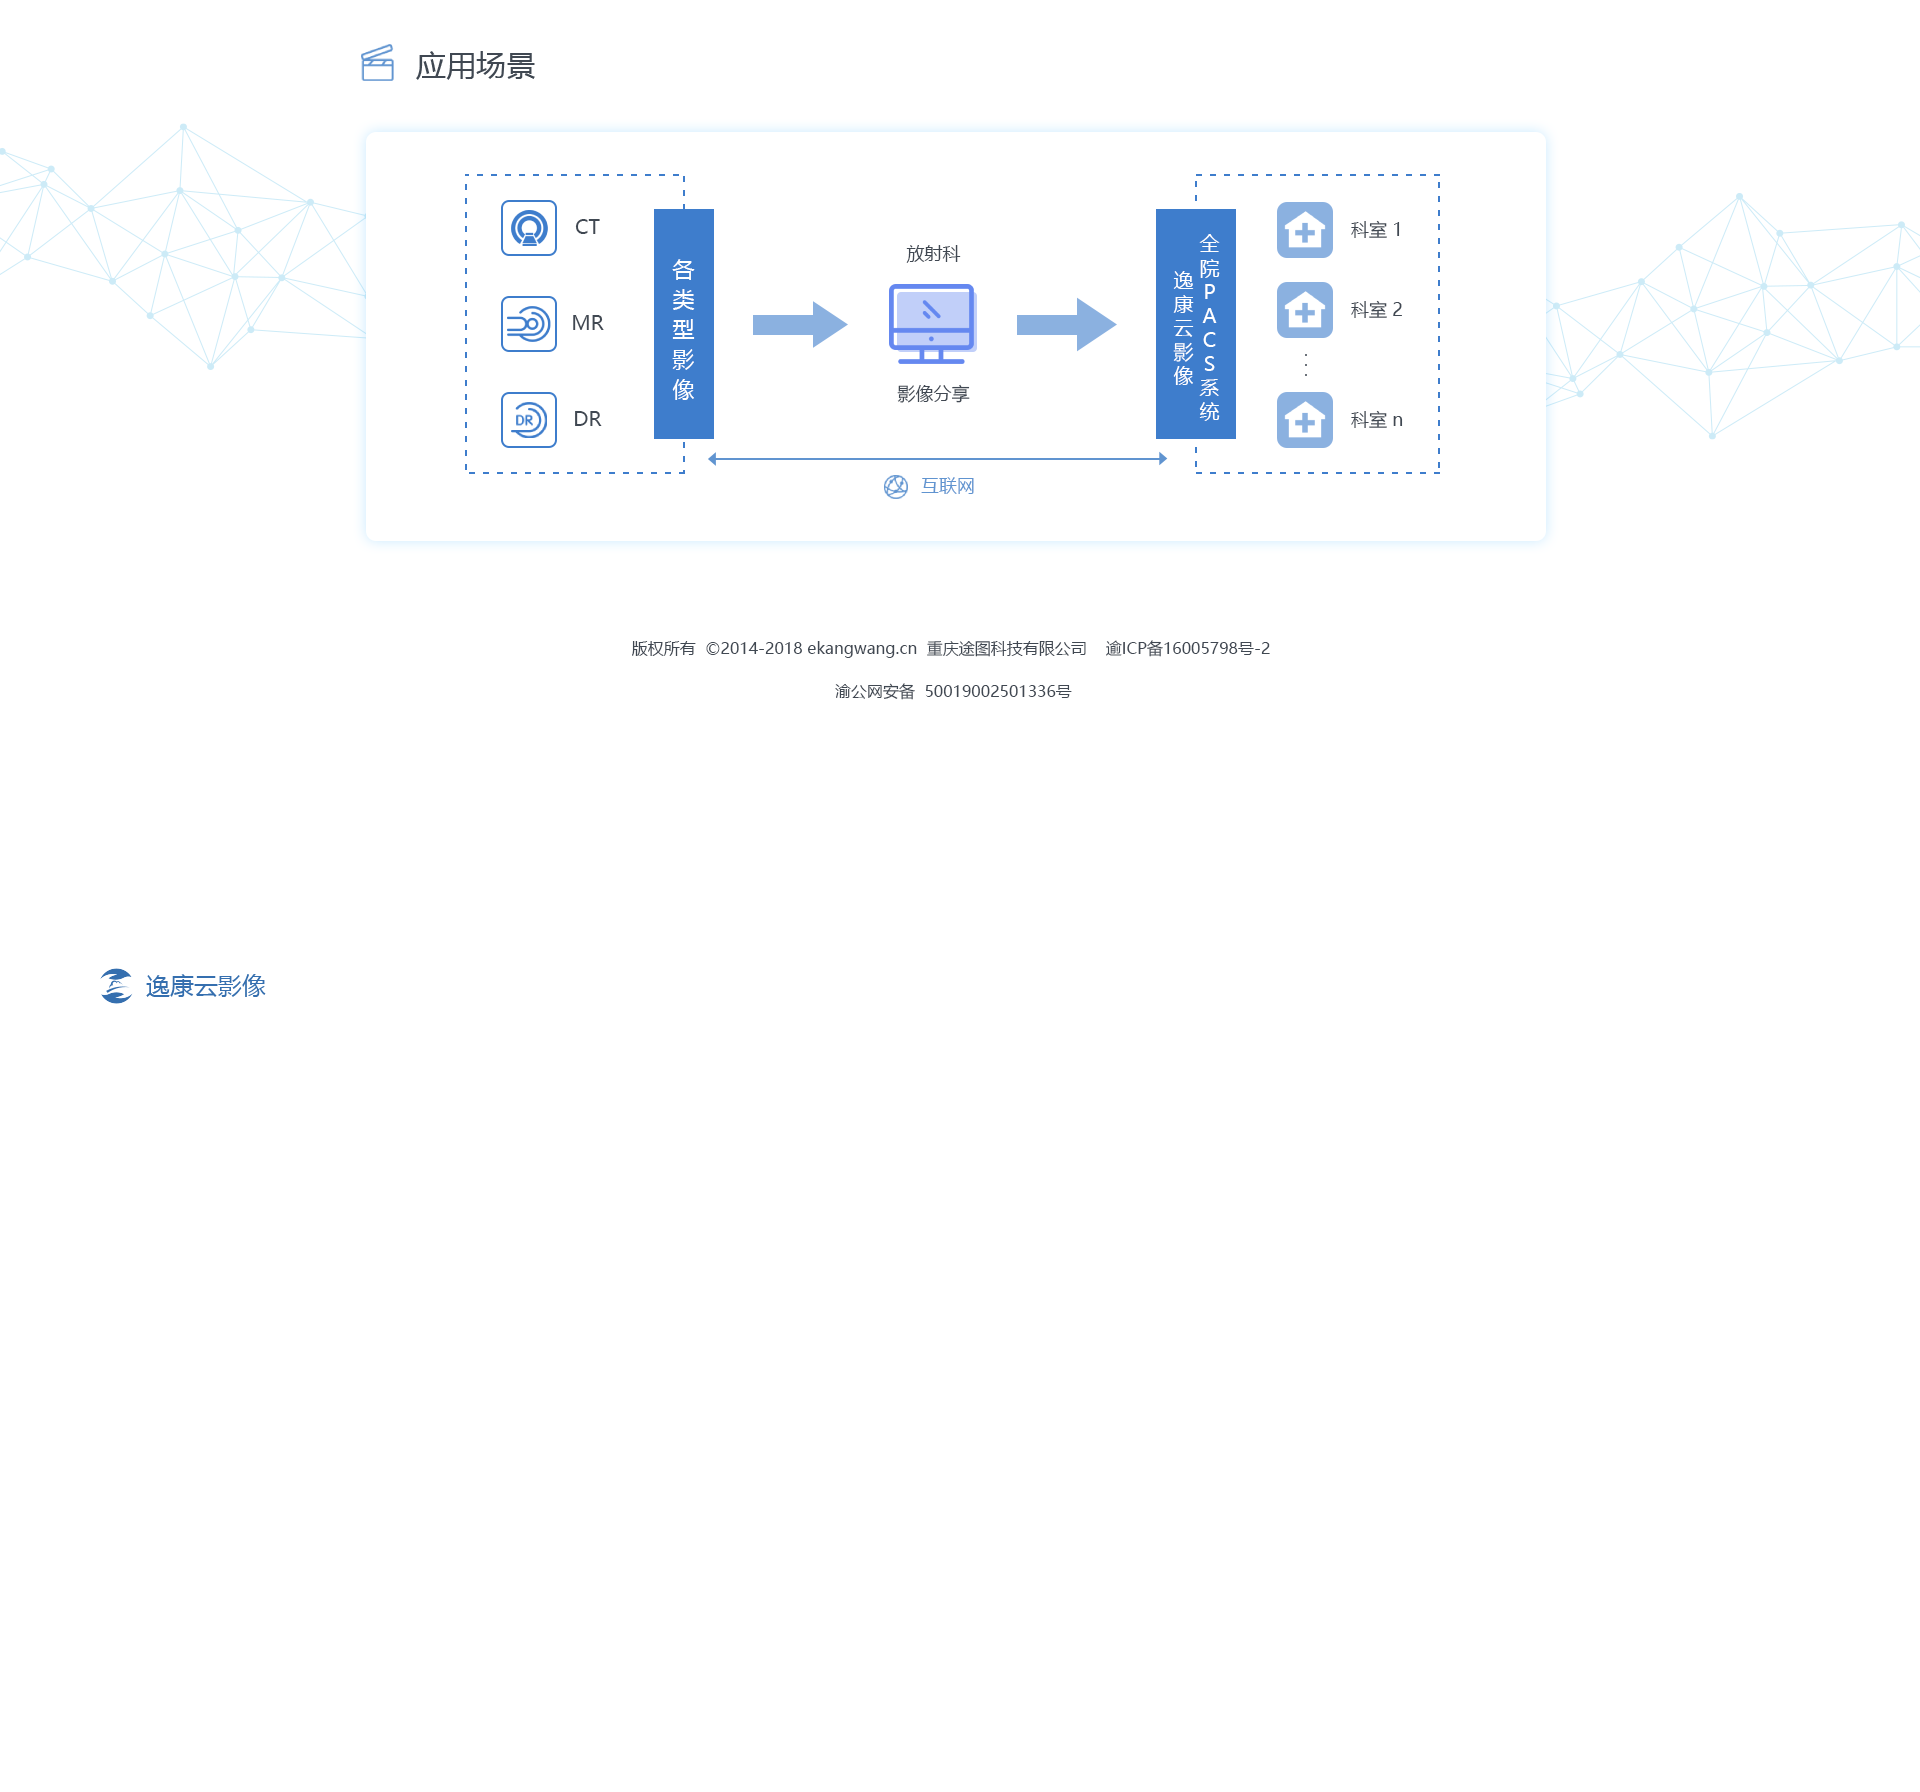 应用场景
CT
MR
DR
各类型影像
放射科
影像分享
全院PACS系统
逸康云影像
科室 1
科室 2
科室 n
互联网
版权所有 ©2014-2018 ekangwang.cn 重庆途图科技有限公司 逾ICP备16005798号-2
渝公网安备 50019002501336号
逸康云影像